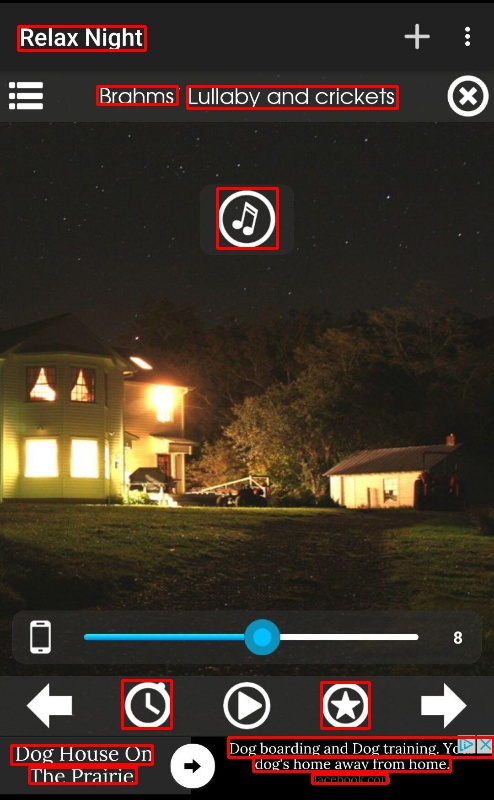 Relax Night
Brahms' Lullaby and crickets
8
Dog House On
The Prairie
Dog boarding and Dog training. Yo
dog's home away from home.
facebook.com